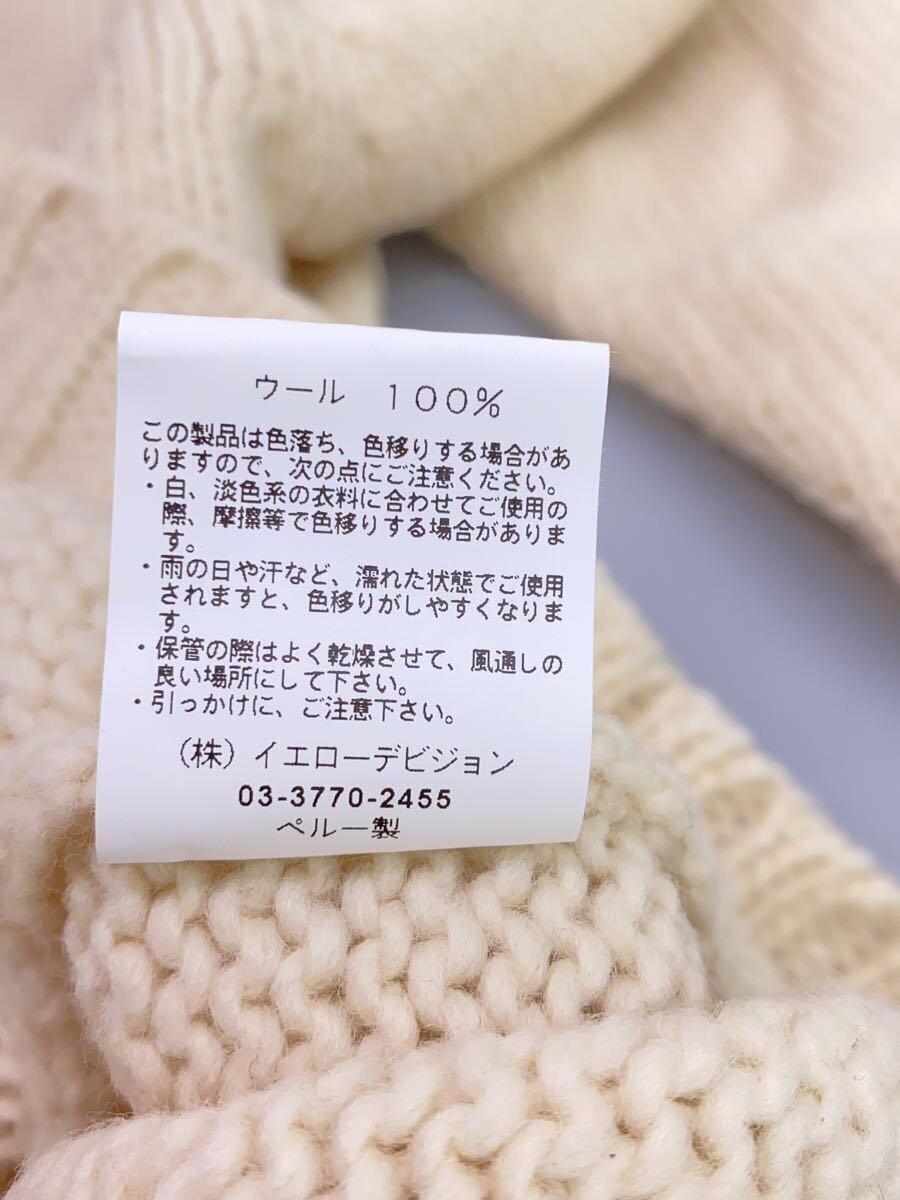 ウール 100%
この製品は色落ち、色移りする場合があ
りますので、次の点にご注意ください。
・白、淡色系の衣料に合わせてご使用の
際、摩擦等で色移りする場合がありま
す。
・雨の日や汗など、濡れた状態でご使用
されますと、色移りがしやすくなりま
す。
・保管の際はよく乾燥させて、風通しの
良い場所にして下さい。
・引っかけに、ご注意下さい。
(株)イエローデビジョン
03-3770-2455
ペルー製